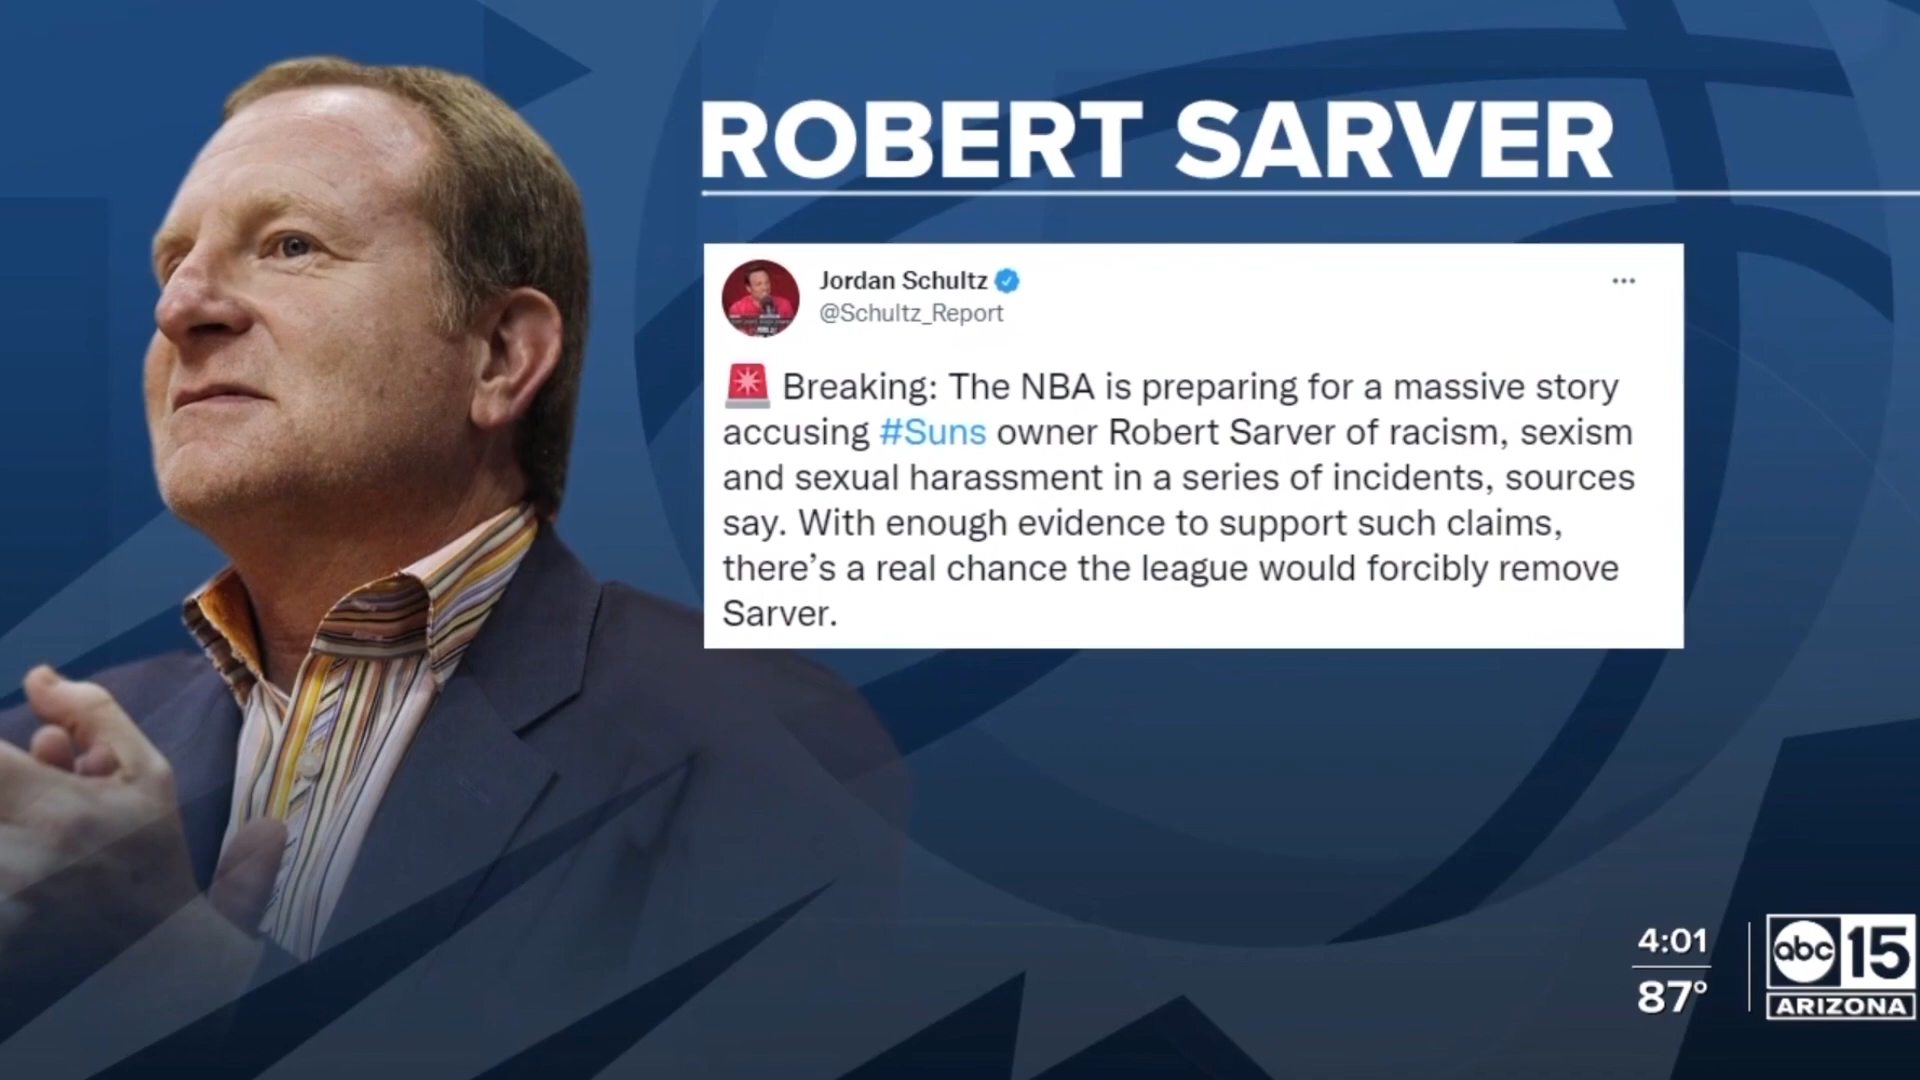 ROBERT SARVER
Jordan Schultz
@Schultz_Report
🚨 Breaking: The NBA is preparing for a massive story
accusing #Suns owner Robert Sarver of racism, sexism
and sexual harassment in a series of incidents, sources
say. With enough evidence to support such claims,
there’s a real chance the league would forcibly remove
Sarver.
4:01
87°
abc 15
ARIZONA